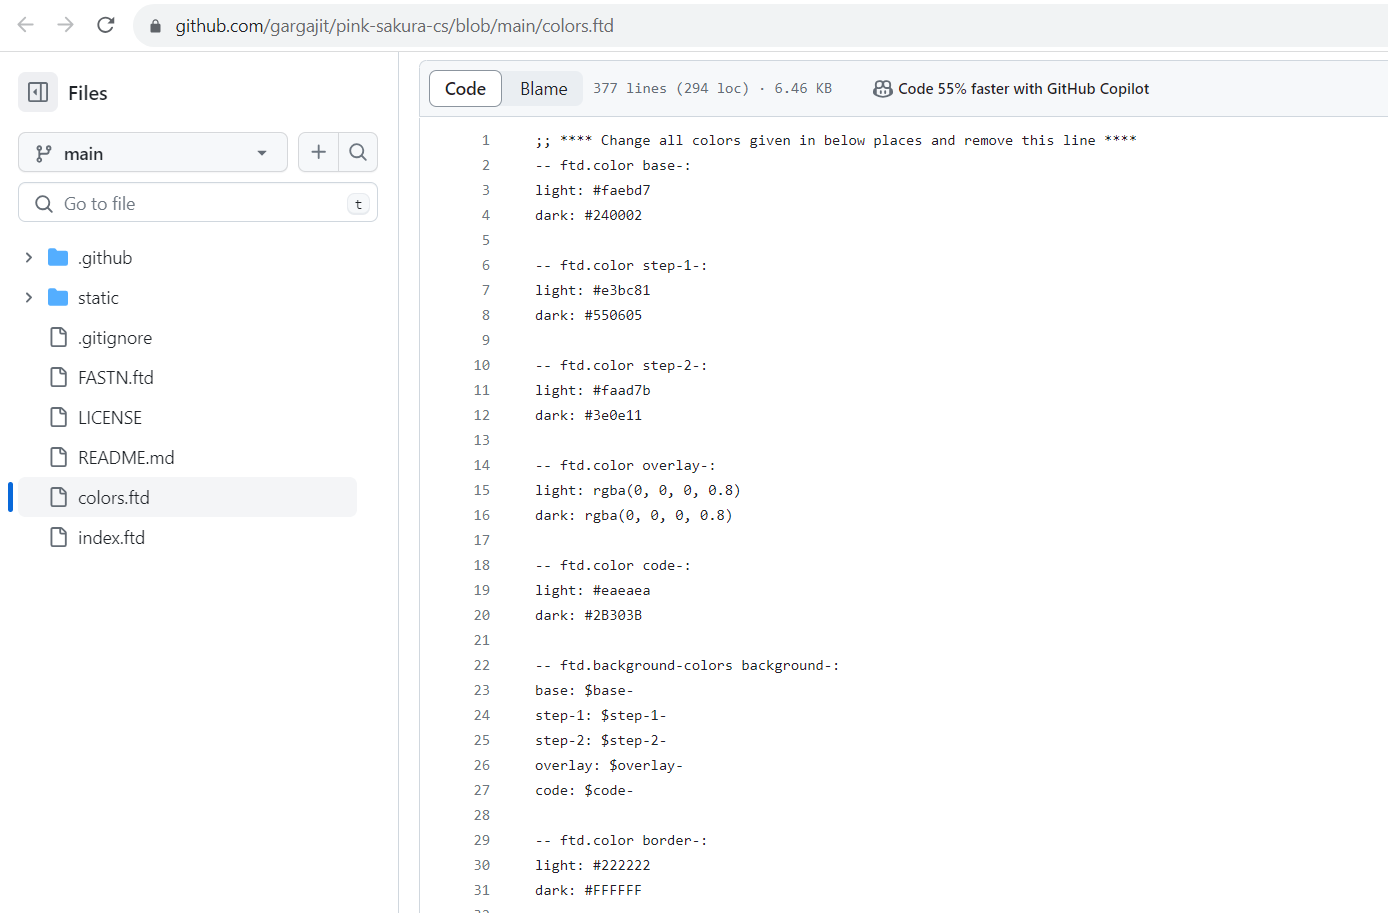 github.com/gargajit/pink-sakura-cs/blob/main/colors.ftd
Files
main
Go to file
t
.github
static
.gitignore
FASTN.ftd
LICENSE
README.md
colors.ftd
index.ftd
Code Blame 377 lines (294 loc) · 6.46 KB Code 55% faster with GitHub Copilot
1 ;; **** Change all colors given in below places and remove this line ****
2 -- ftd.color base-:
3 light: #faebd7
4 dark: #240002
5
6 -- ftd.color step-1-:
7 light: #e3bc81
8 dark: #550605
9
10 -- ftd.color step-2-:
11 light: #faad7b
12 dark: #3e0e11
13
14 -- ftd.color overlay-:
15 light: rgba(0, 0, 0, 0.8)
16 dark: rgba(0, 0, 0, 0.8)
17
18 -- ftd.color code-:
19 light: #eaeaea
20 dark: #2B303B
21
22 -- ftd.background-colors background-:
23 base: $base-
24 step-1: $step-1-
25 step-2: $step-2-
26 overlay: $overlay-
27 code: $code-
28
29 -- ftd.color border-:
30 light: #222222
31 dark: #FFFFFF